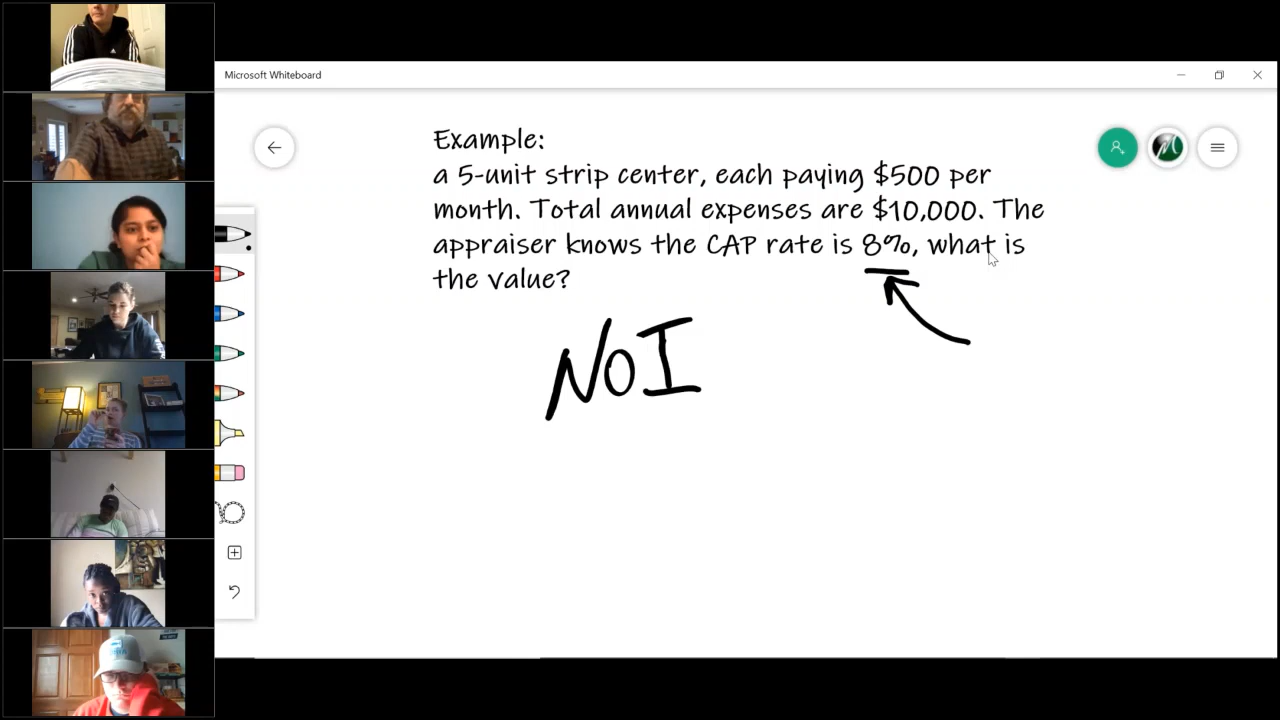 Microsoft Whiteboard
Example:
a 5-unit strip center, each paying $500 per
month. Total annual expenses are $10,000. The
appraiser knows the CAP rate is 8%, what is
the value?
NOI